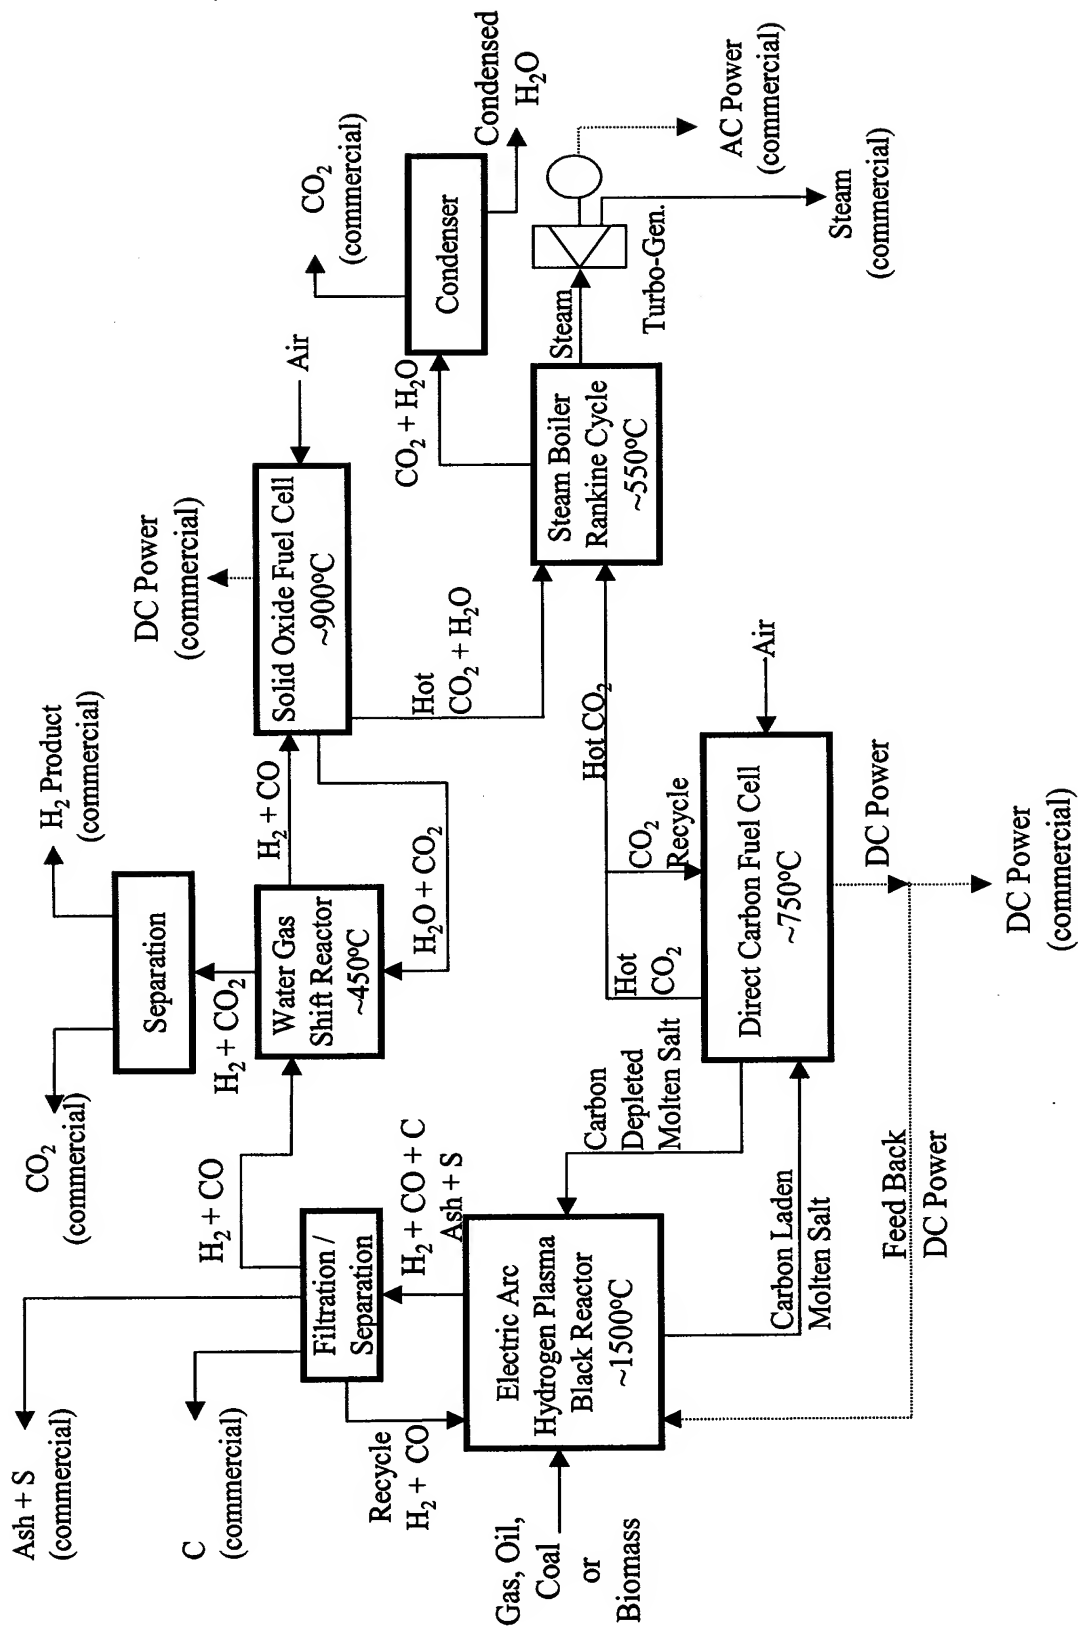 Ash + S
(commercial)
C
(commercial)
CO₂
(commercial)
H₂ Product
(commercial)
DC Power
(commercial)
CO₂
(commercial)
Condensed
H₂O
Separation
H₂ + CO₂
H₂ + CO
Filtration /
Separation
Recycle
H₂ + CO
H₂ + CO + C
Ash + S
Water Gas
Shift Reactor
~450ºC
H₂ + CO
H₂O + CO₂
Solid Oxide Fuel Cell
~900ºC
Air
Hot
CO₂ + H₂O
CO₂ + H₂O
Condenser
Gas, Oil,
Coal
or
Biomass
Electric Arc
Hydrogen Plasma
Black Reactor
~1500ºC
Carbon
Depleted
Molten Salt
Carbon Laden
Molten Salt
Hot
CO₂
CO₂
Recycle
Hot CO₂
Direct Carbon Fuel Cell
~750ºC
Air
Steam Boiler
Rankine Cycle
~550ºC
Steam
Turbo-Gen.
AC Power
(commercial)
Steam
(commercial)
Feed Back
DC Power
DC Power
DC Power
(commercial)